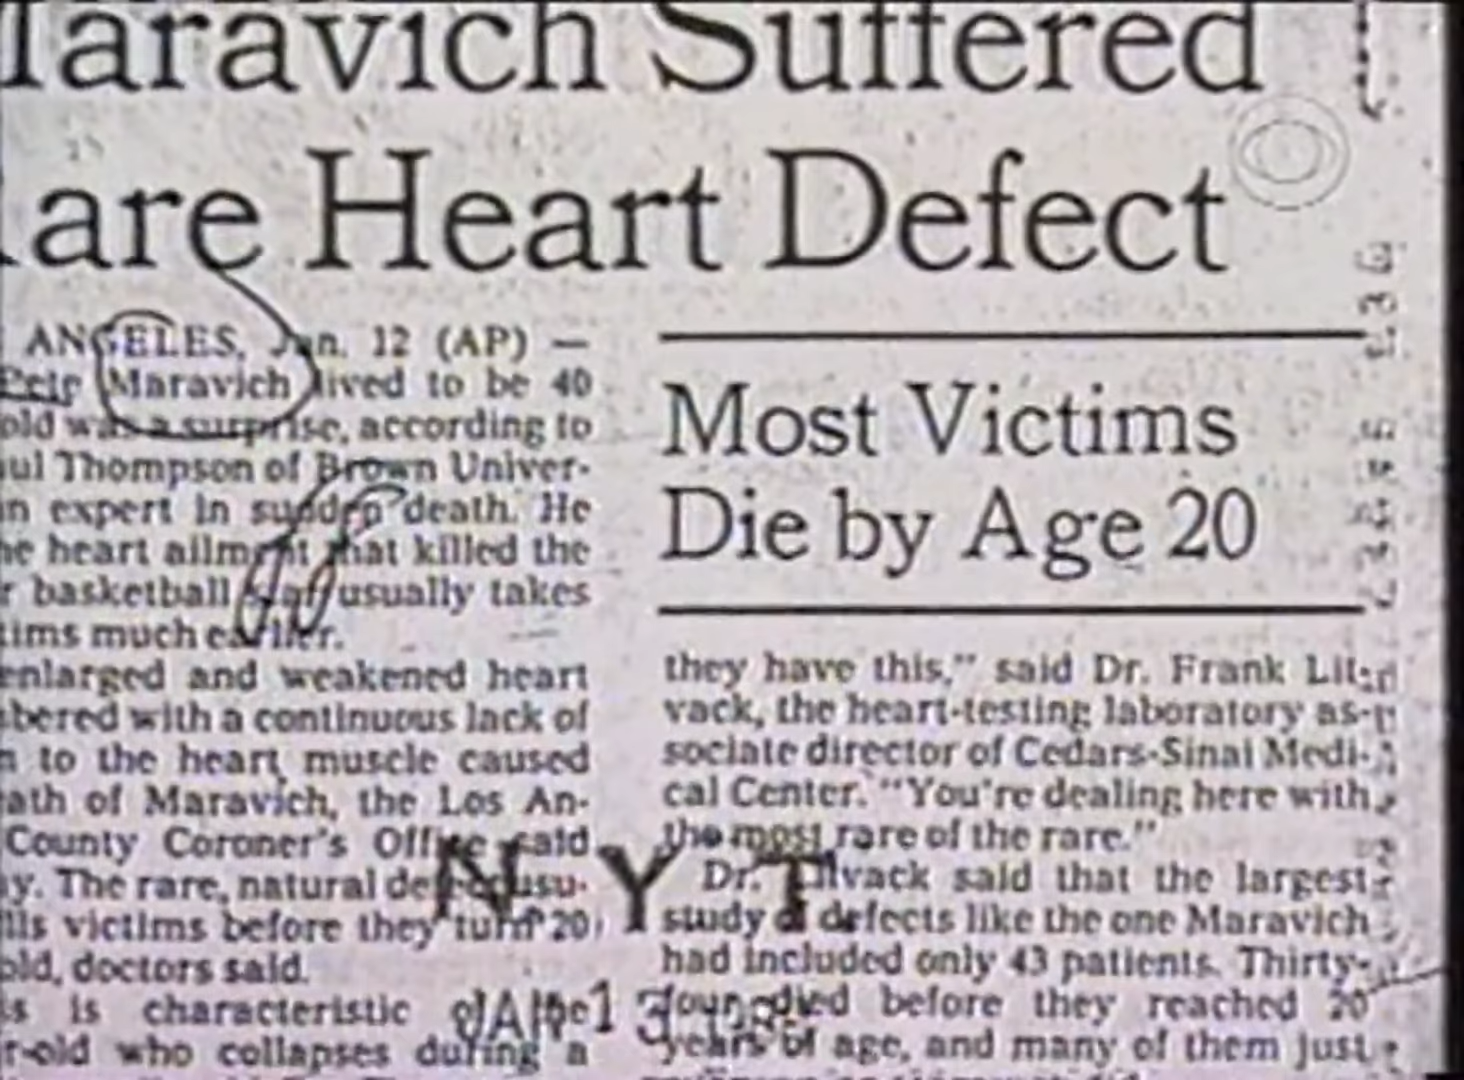 Maravich Suffered
Rare Heart Defect
ANGELES, Jan. 12 (AP) —
Pete Maravich lived to be 40
old was a surprise, according to
aul Thompson of Brown Univer-
n expert in sudden death. He
he heart ailment that killed the
r basketball star usually takes
tims much earlier.
enlarged and weakened heart
bered with a continuous lack of
n to the heart muscle caused
ath of Maravich, the Los An-
County Coroner's Office said
y. The rare, natural defect usu-
lls victims before they turn 20
old, doctors said.
s is characteristic of the
r-old who collapses during a
Most Victims
Die by Age 20
they have this," said Dr. Frank Lit-
vack, the heart-testing laboratory as-
sociate director of Cedars-Sinai Medi-
cal Center. "You're dealing here with
the most rare of the rare."
Dr. Litvack said that the largest
study of defects like the one Maravich
had included only 43 patients. Thirty-
four died before they reached 20
years of age, and many of them just
N Y T
JAN 13